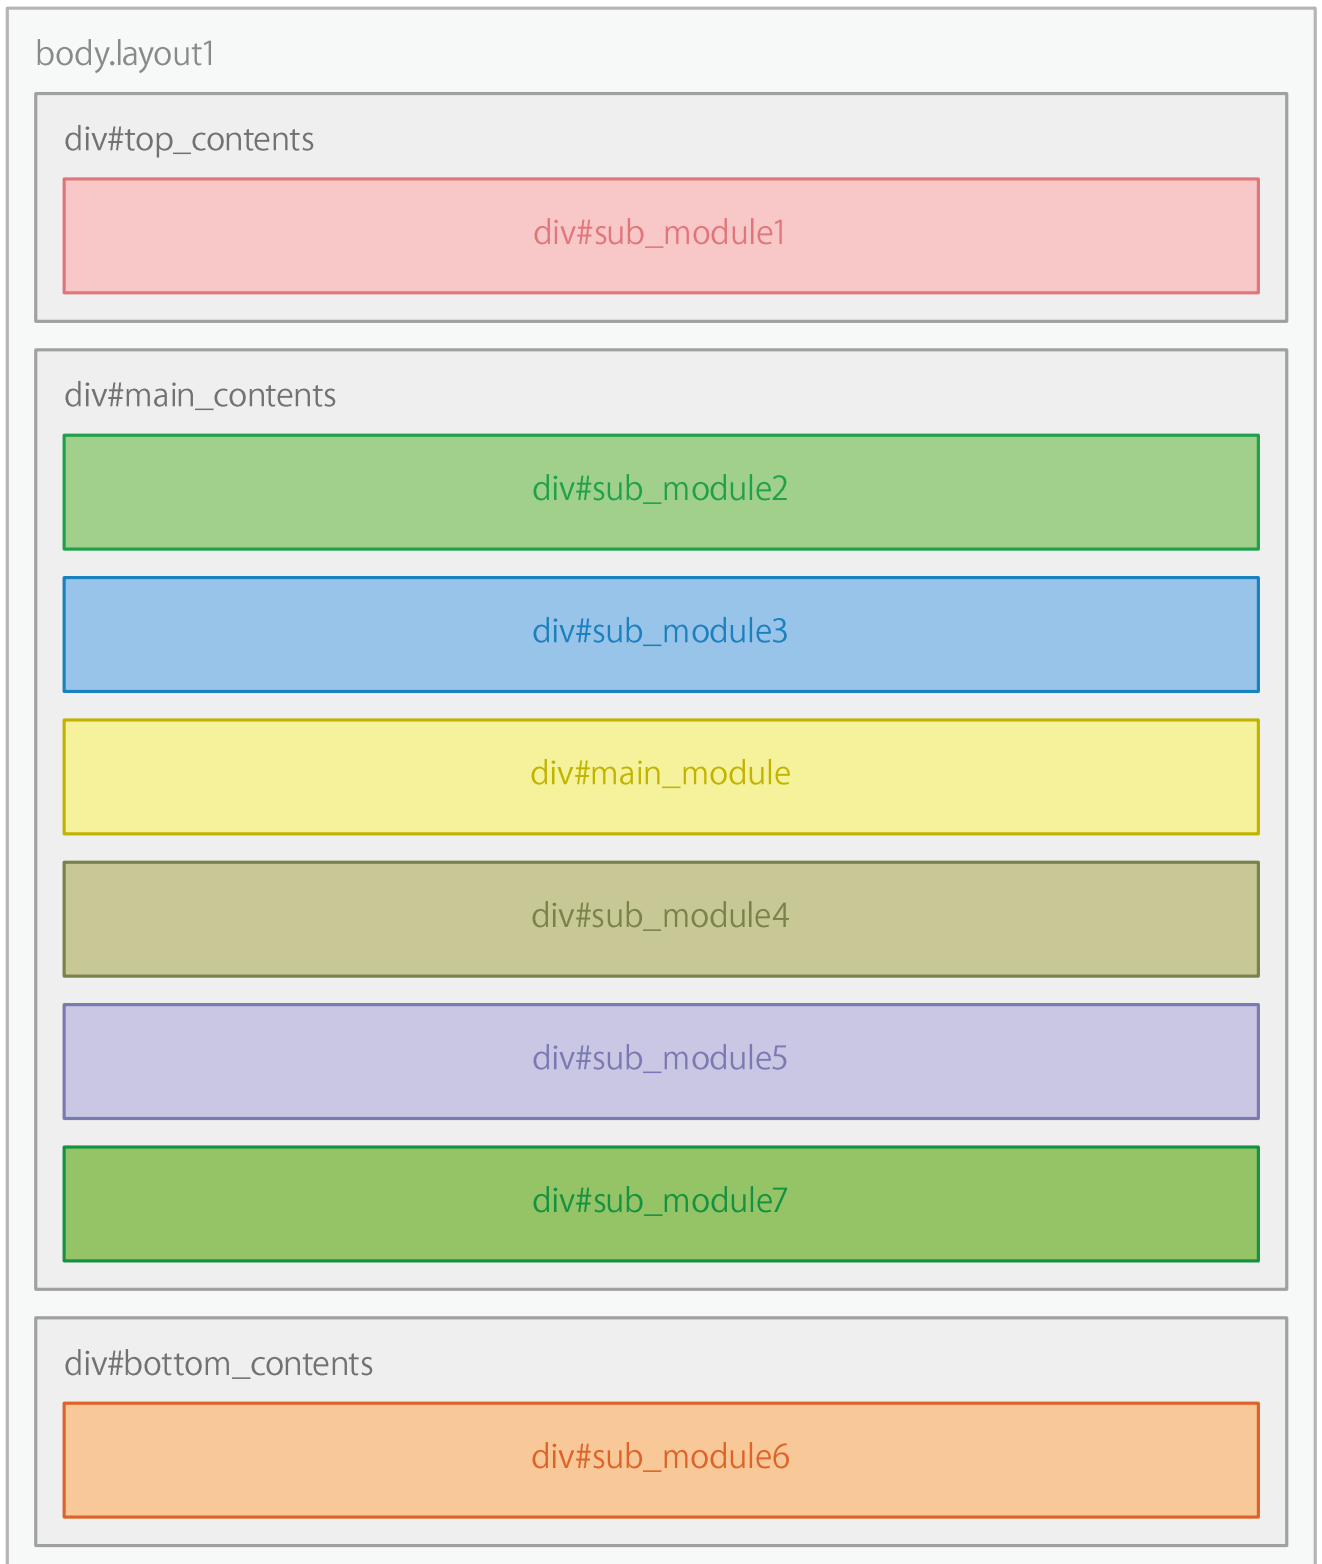 body.layout1
div#top_contents
div#sub_module1
div#main_contents
div#sub_module2
div#sub_module3
div#main_module
div#sub_module4
div#sub_module5
div#sub_module7
div#bottom_contents
div#sub_module6